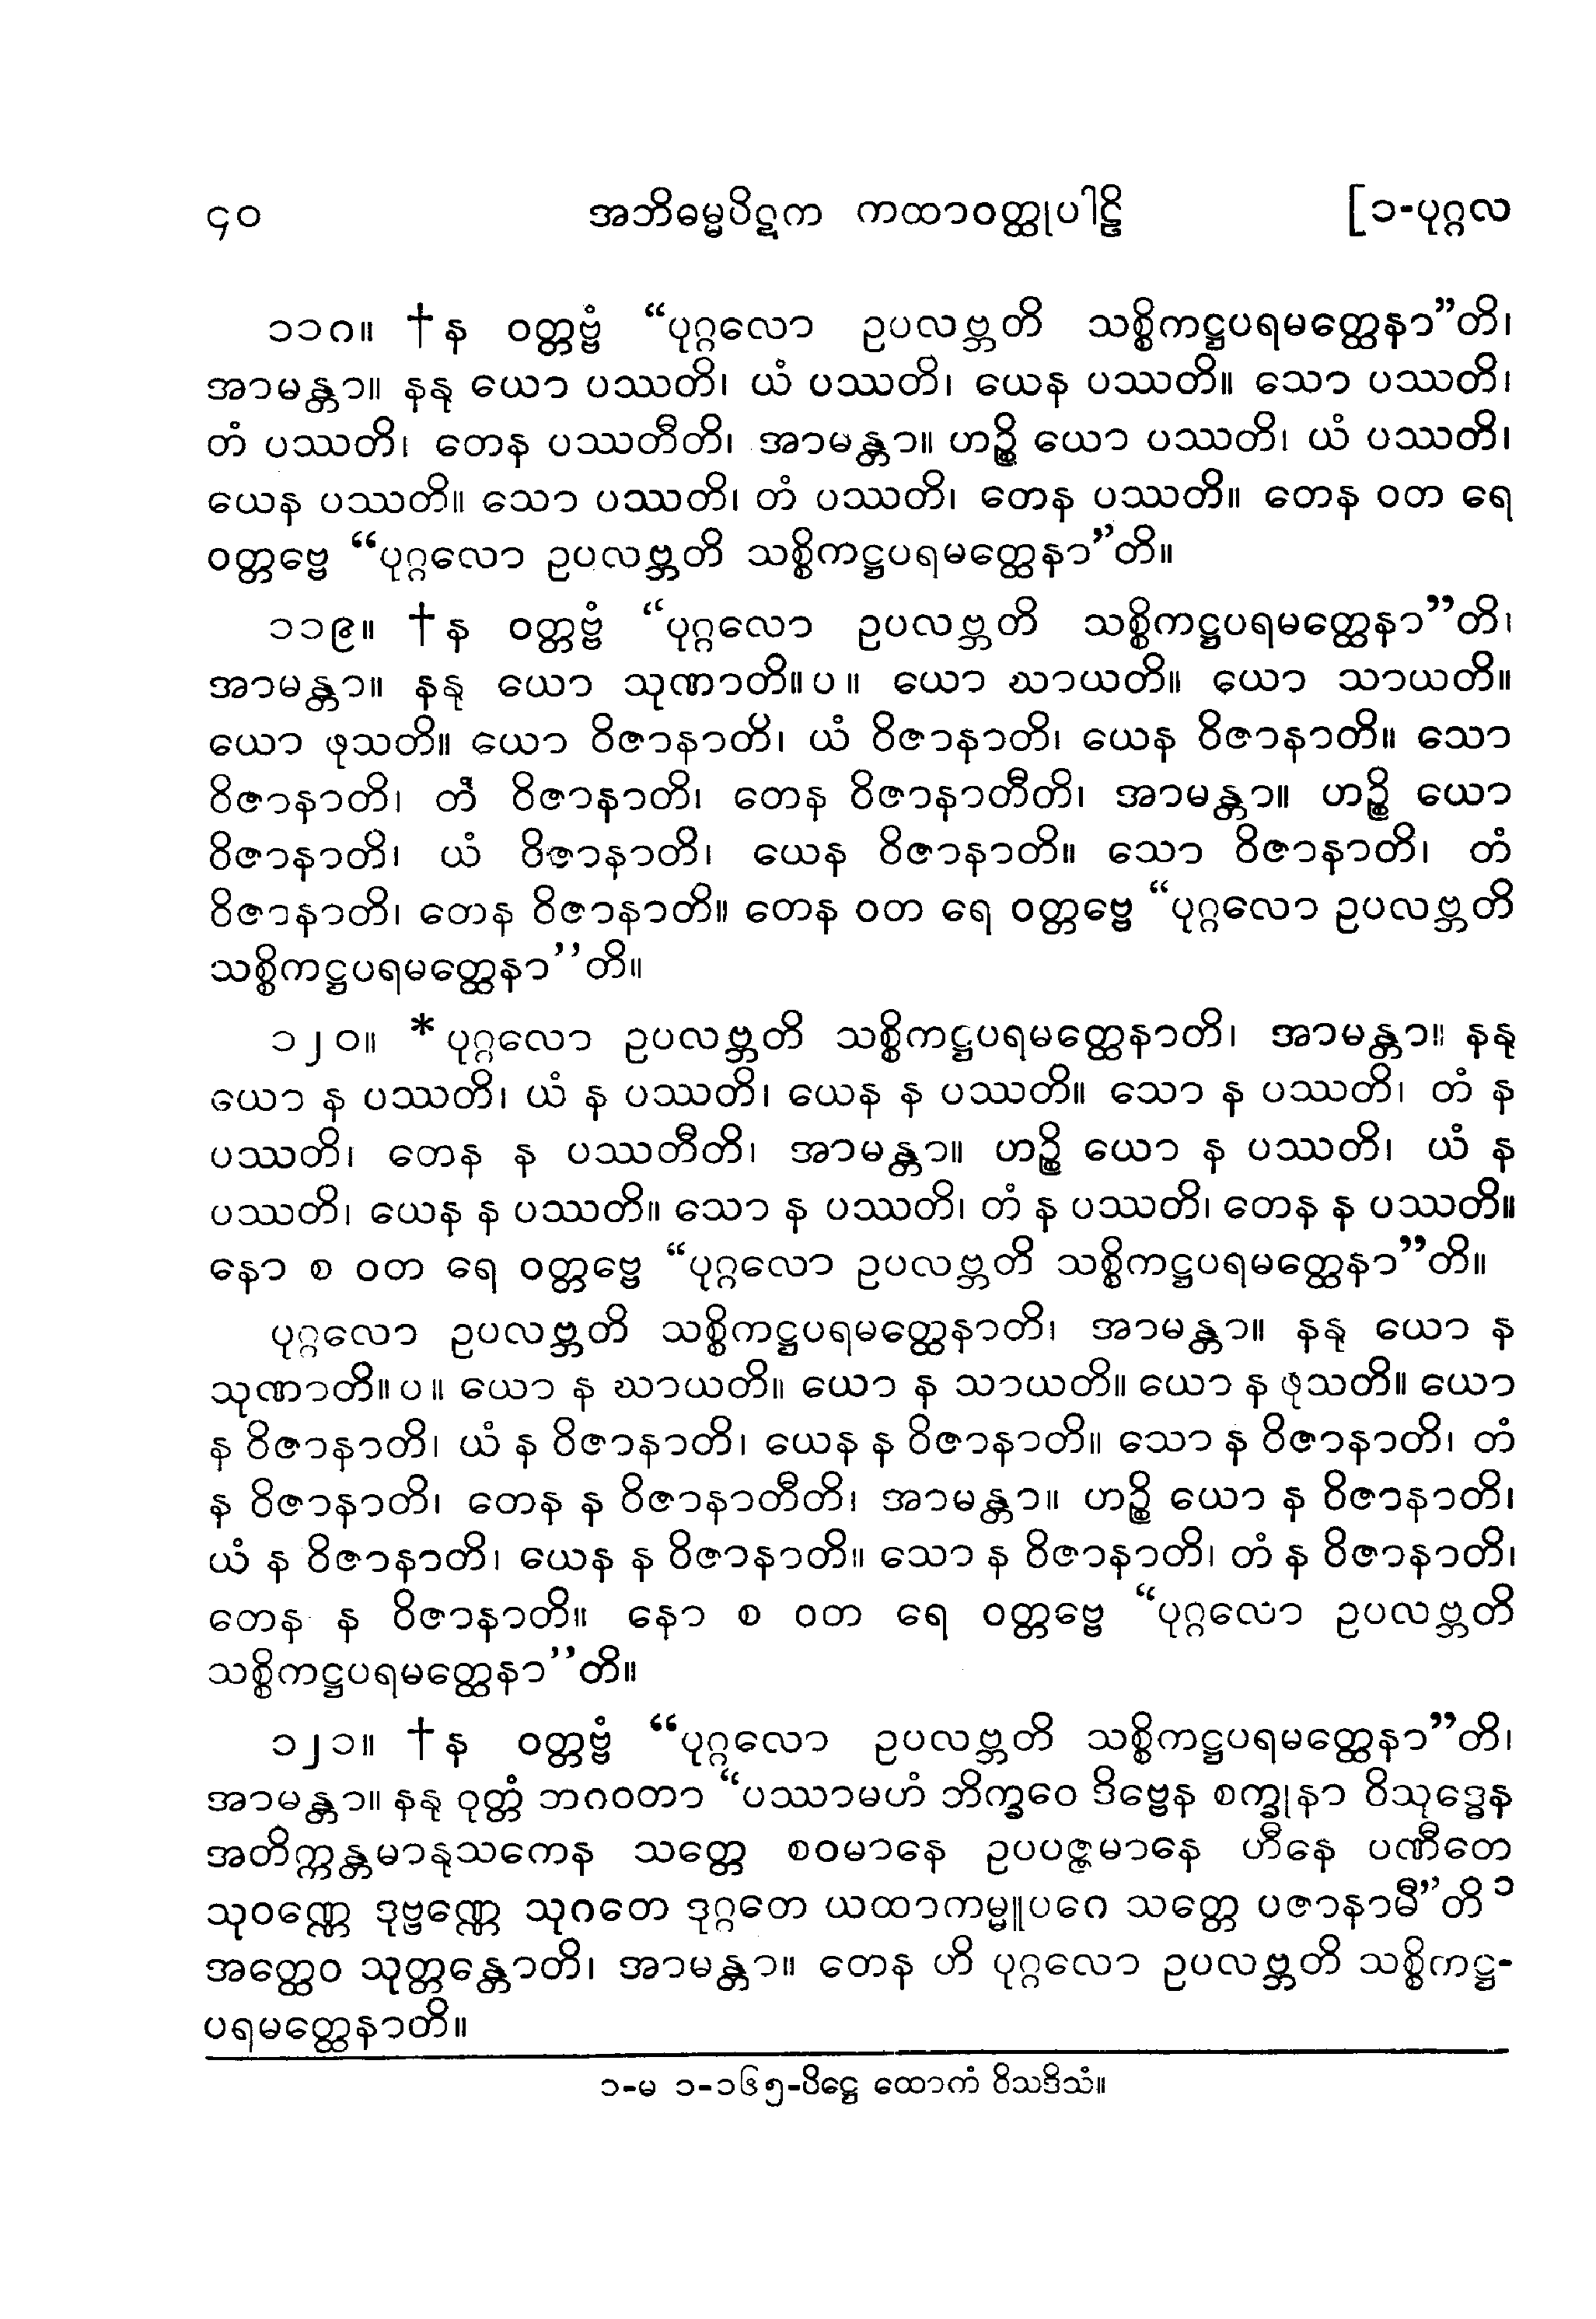 ၄၀ အဘိဓမ္မပိဋက ကထာဝတ္ထုပါဠိ [၁-ပုဂ္ဂလ
၁၁၈။ †န ဝတ္တဗ္ဗံ “ပုဂ္ဂလော ဥပလဗ္ဘတိ သစ္စိကဋ္ဌပရမတ္ထေနာ”တိ၊
အာမန္တာ။ နနု ယော ပဿတိ၊ ယံ ပဿတိ၊ ယေန ပဿတိ။ သော ပဿတိ၊
တံ ပဿတိ၊ တေန ပဿတီတိ၊ အာမန္တာ။ ဟဉ္စိ ယော ပဿတိ၊ ယံ ပဿတိ၊
ယေန ပဿတိ။ သော ပဿတိ၊ တံ ပဿတိ၊ တေန ပဿတိ။ တေန ဝတ ရေ
ဝတ္တဗ္ဗေ “ပုဂ္ဂလော ဥပလဗ္ဘတိ သစ္စိကဋ္ဌပရမတ္ထေနာ”တိ။
၁၁၉။ †န ဝတ္တဗ္ဗံ “ပုဂ္ဂလော ဥပလဗ္ဘတိ သစ္စိကဋ္ဌပရမတ္ထေနာ”တိ၊
အာမန္တာ။ နနု ယော သုဏာတိ။ပ။ ယော ဃာယတိ။ ယော သာယတိ။
ယော ဖုသတိ။ ယော ဝိဇာနာတိ၊ ယံ ဝိဇာနာတိ၊ ယေန ဝိဇာနာတိ။ သော
ဝိဇာနာတိ၊ တံ ဝိဇာနာတိ၊ တေန ဝိဇာနာတီတိ၊ အာမန္တာ။ ဟဉ္စိ ယော
ဝိဇာနာတိ၊ ယံ ဝိဇာနာတိ၊ ယေန ဝိဇာနာတိ။ သော ဝိဇာနာတိ၊ တံ
ဝိဇာနာတိ၊ တေန ဝိဇာနာတိ။ တေန ဝတ ရေ ဝတ္တဗ္ဗေ “ပုဂ္ဂလော ဥပလဗ္ဘတိ
သစ္စိကဋ္ဌပရမတ္ထေနာ’’တိ။
၁၂၀။ *ပုဂ္ဂလော ဥပလဗ္ဘတိ သစ္စိကဋ္ဌပရမတ္ထေနာတိ၊ အာမန္တာ။ နနု
ယော န ပဿတိ၊ ယံ န ပဿတိ၊ ယေန န ပဿတိ။ သော န ပဿတိ၊ တံ န
ပဿတိ၊ တေန န ပဿတီတိ၊ အာမန္တာ။ ဟဉ္စိ ယော န ပဿတိ၊ ယံ န
ပဿတိ၊ ယေန န ပဿတိ။ သော န ပဿတိ၊ တံ န ပဿတိ၊ တေန န ပဿတိ။
နော စ ဝတ ရေ ဝတ္တဗ္ဗေ “ပုဂ္ဂလော ဥပလဗ္ဘတိ သစ္စိကဋ္ဌပရမတ္ထေနာ”တိ။
ပုဂ္ဂလော ဥပလဗ္ဘတိ သစ္စိကဋ္ဌပရမတ္ထေနာတိ၊ အာမန္တာ။ နနု ယော န
သုဏာတိ။ပ။ ယော န ဃာယတိ။ ယော န သာယတိ။ ယော န ဖုသတိ။ ယော
န ဝိဇာနာတိ၊ ယံ န ဝိဇာနာတိ၊ ယေန န ဝိဇာနာတိ။ သော န ဝိဇာနာတိ၊ တံ
န ဝိဇာနာတိ၊ တေန န ဝိဇာနာတီတိ၊ အာမန္တာ။ ဟဉ္စိ ယော န ဝိဇာနာတိ၊
ယံ န ဝိဇာနာတိ၊ ယေန န ဝိဇာနာတိ။ သော န ဝိဇာနာတိ၊ တံ န ဝိဇာနာတိ၊
တေန န ဝိဇာနာတိ။ နော စ ဝတ ရေ ဝတ္တဗ္ဗေ “ပုဂ္ဂလော ဥပလဗ္ဘတိ
သစ္စိကဋ္ဌပရမတ္ထေနာ’’တိ။
၁၂၁။ †န ဝတ္တဗ္ဗံ “ပုဂ္ဂလော ဥပလဗ္ဘတိ သစ္စိကဋ္ဌပရမတ္ထေနာ”တိ၊
အာမန္တာ။ နနု ဝုတ္တံ ဘဂဝတာ “ပဿာမဟံ ဘိက္ခဝေ ဒိဗ္ဗေန စက္ခုနာ ဝိသုဒ္ဓေန
အတိက္ကန္တမာနုသကေန သတ္တေ စဝမာနေ ဥပပဇ္ဇမာနေ ဟီနေ ပဏီတေ
သုဝဏ္ဏေ ဒုဗ္ဗဏ္ဏေ သုဂတေ ဒုဂ္ဂတေ ယထာကမ္မူပဂေ သတ္တေ ပဇာနာမီ”တိ ၁
အတ္ထေဝ သုတ္တန္တောတိ၊ အာမန္တာ။ တေန ဟိ ပုဂ္ဂလော ဥပလဗ္ဘတိ သစ္စိကဋ္ဌ-
ပရမတ္ထေနာတိ။
၁-မ ၁-၁၆၅-ပိဋ္ဌေ ထောကံ ဝိသဒိသံ။